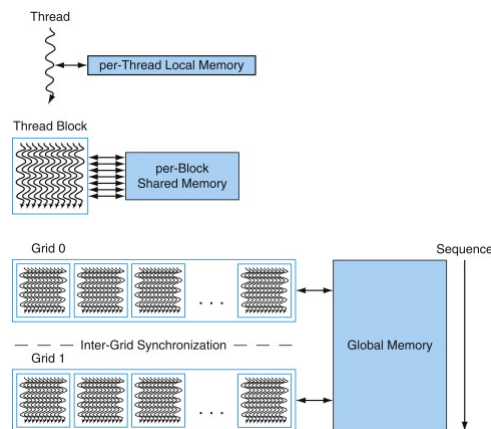 Thread
per-Thread Local Memory
Thread Block
per-Block
Shared Memory
Grid 0
Sequence
. . .
Inter-Grid Synchronization
Global Memory
Grid 1
. . .